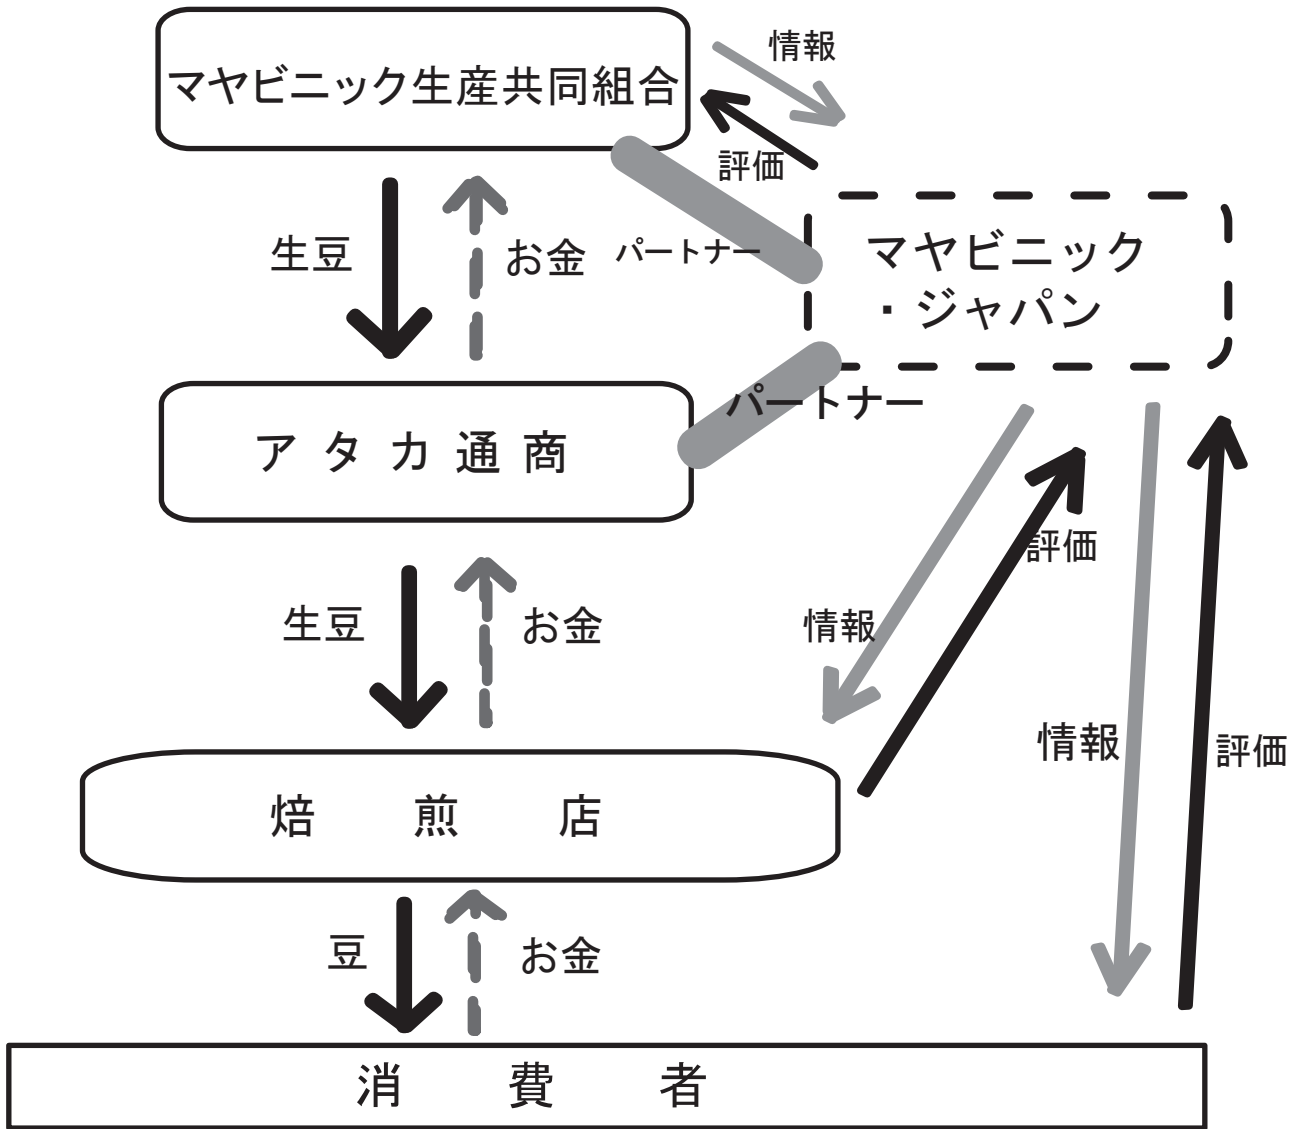 マヤビニック生産共同組合
情報
評価
生豆
お金
パートナー
マヤビニック
・ジャパン
パートナー
アタカ通商
評価
生豆
お金
情報
情報
評価
焙煎店
豆
お金
消費者